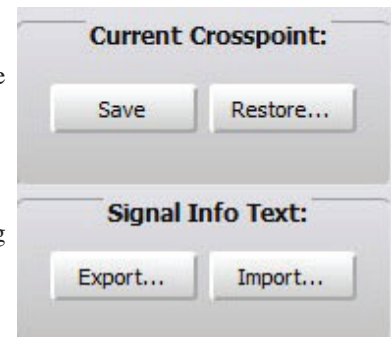 Current Crosspoint:
Save Restore...
Signal Info Text:
Export... Import...